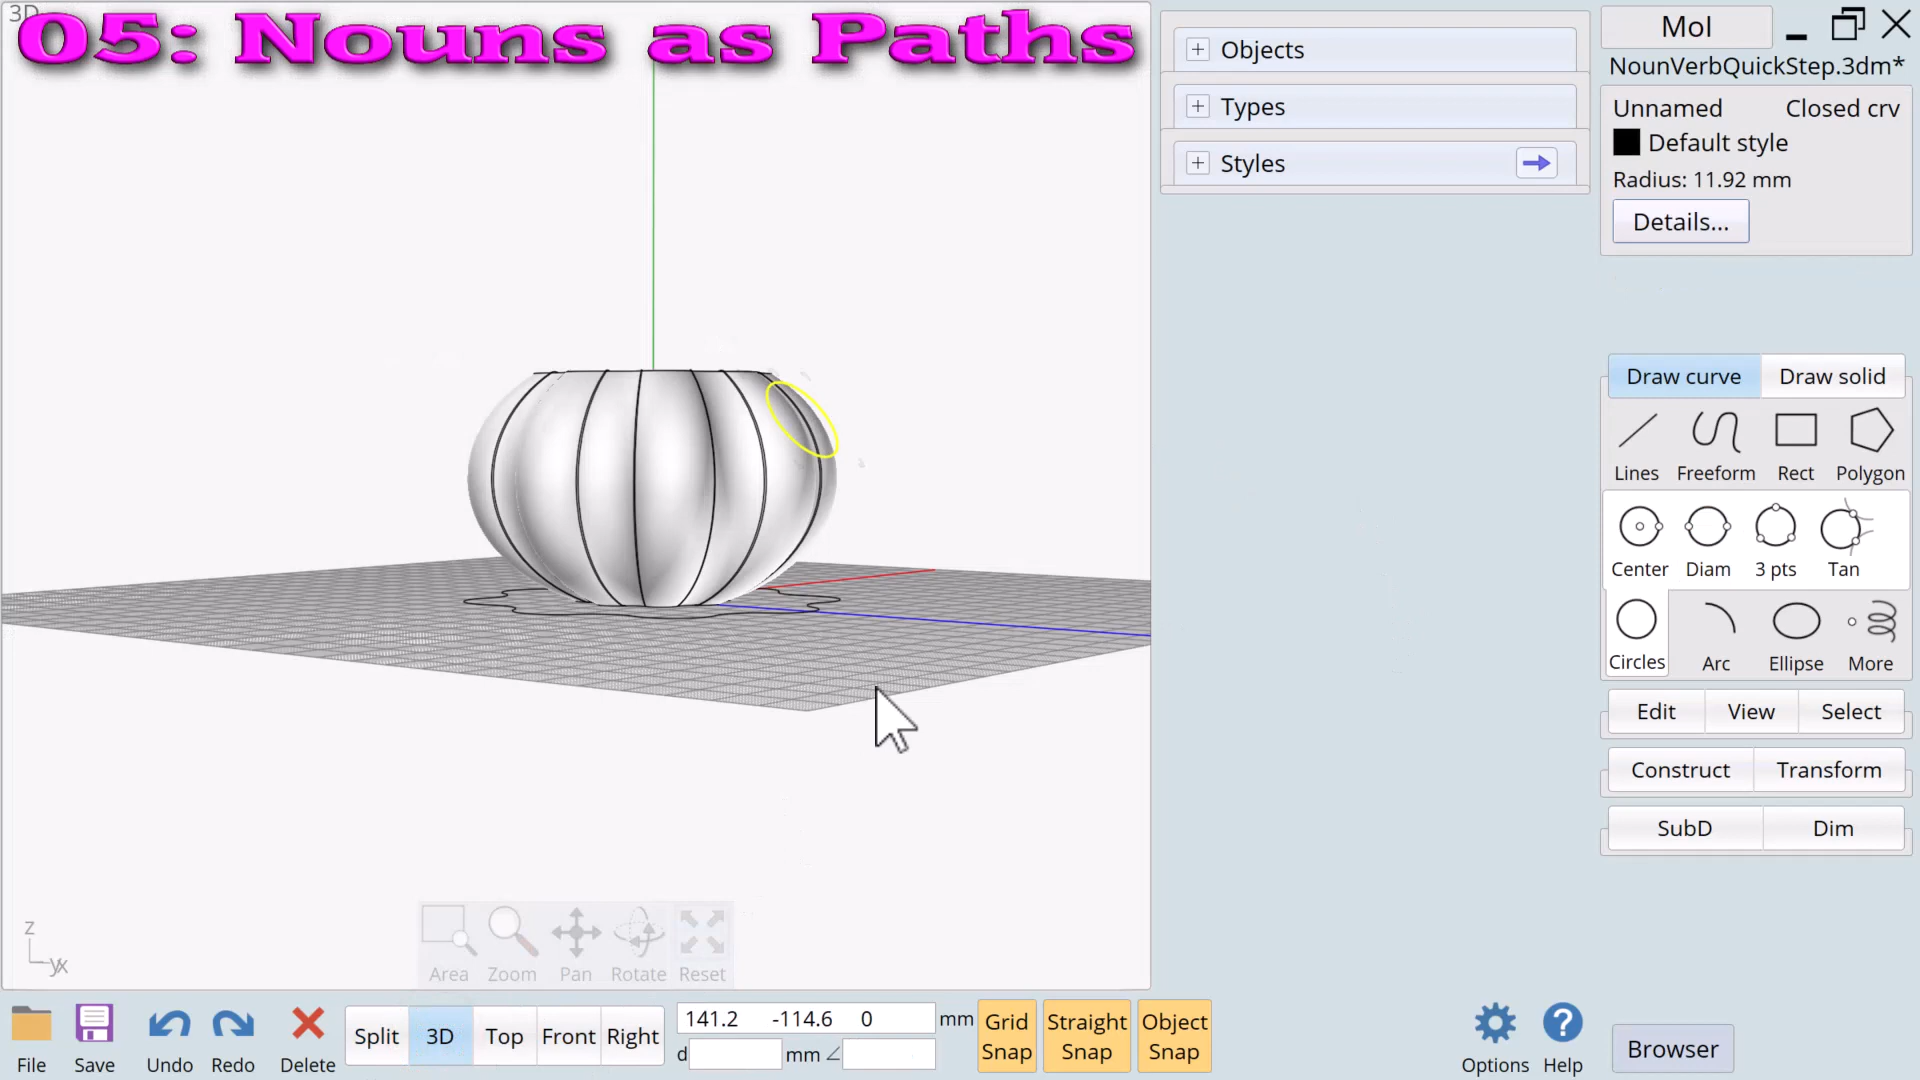 3D
05: Nouns as Paths
Objects
Types
Styles
MoI
NounVerbQuickStep.3dm*
Unnamed Closed crv
Default style
Radius: 11.92 mm
Details...
Draw curve Draw solid
Lines Freeform Rect Polygon
Center Diam 3 pts Tan
Circles Arc Ellipse More
Edit View Select
Construct Transform
SubD Dim
z
yx
Area Zoom Pan Rotate Reset
File Save Undo Redo Delete
Split 3D Top Front Right
141.2 -114.6 0 mm
d mm ∠
Grid Snap
Straight Snap
Object Snap
Options Help
Browser